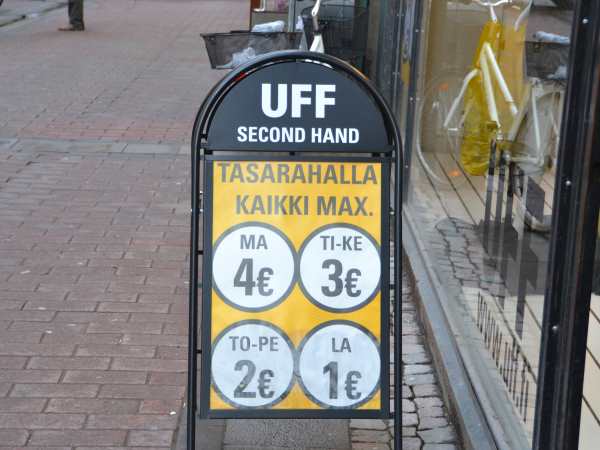 UFF
SECOND HAND
TASARAHALLA
KAIKKI MAX.
MA
4€
TI-KE
3€
TO-PE
2€
LA
1€